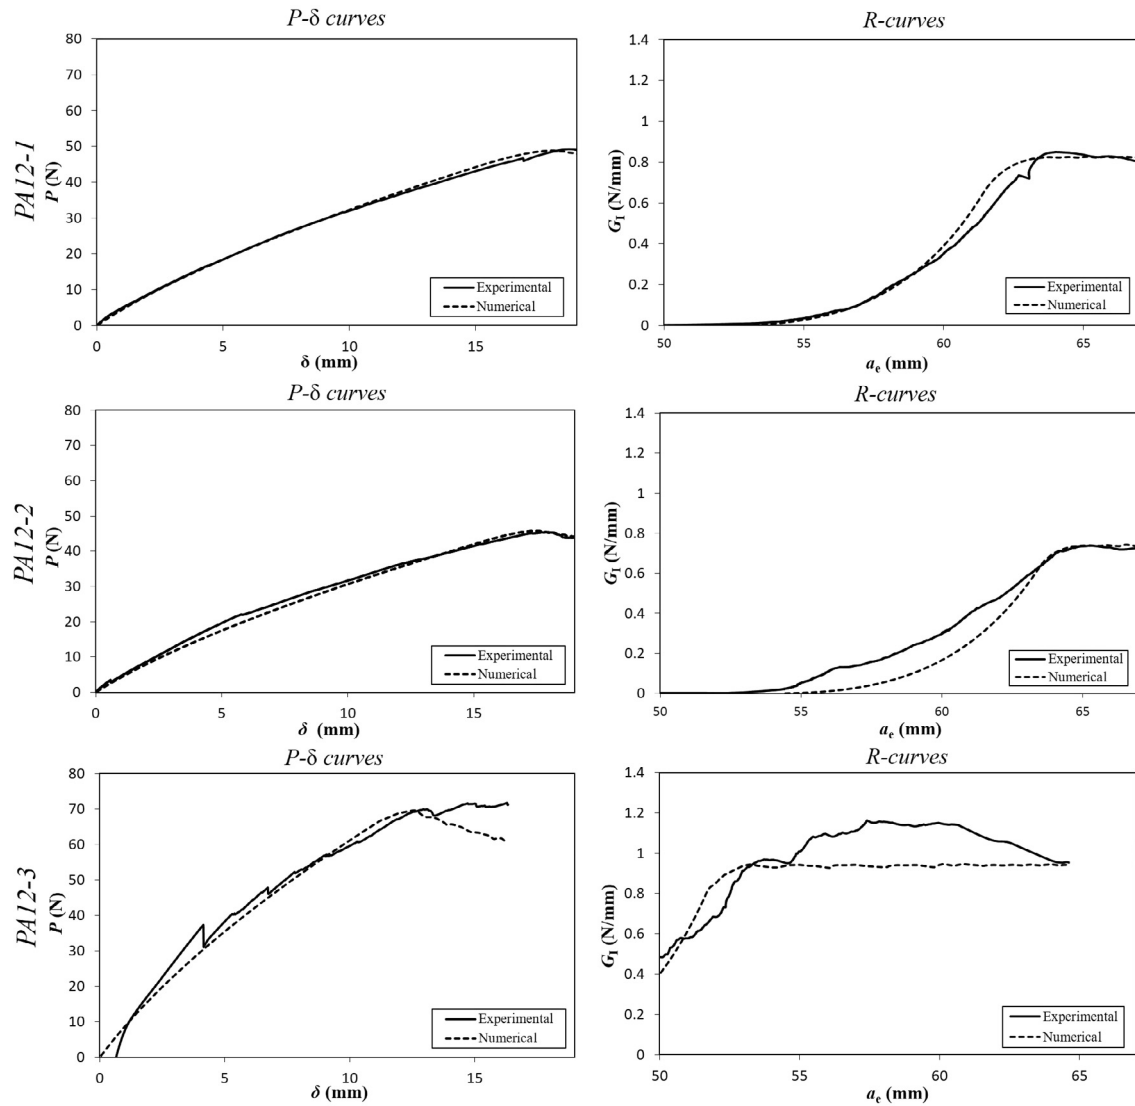 P-δ curves
R-curves
PA12-1
P (N)
80
70
60
50
40
30
20
10
0
0 5 10 15
δ (mm)
Experimental
Numerical
G_I (N/mm)
1.4
1.2
1
0.8
0.6
0.4
0.2
0
50 55 60 65
a_e (mm)
Experimental
Numerical
P-δ curves
R-curves
PA12-2
P (N)
80
70
60
50
40
30
20
10
0
0 5 10 15
δ (mm)
Experimental
Numerical
G_I (N/mm)
1.4
1.2
1
0.8
0.6
0.4
0.2
0
50 55 60 65
a_e (mm)
Experimental
Numerical
P-δ curves
R-curves
PA12-3
P (N)
80
70
60
50
40
30
20
10
0
0 5 10 15
δ (mm)
Experimental
Numerical
G_I (N/mm)
1.4
1.2
1
0.8
0.6
0.4
0.2
0
50 55 60 65
a_e (mm)
Experimental
Numerical